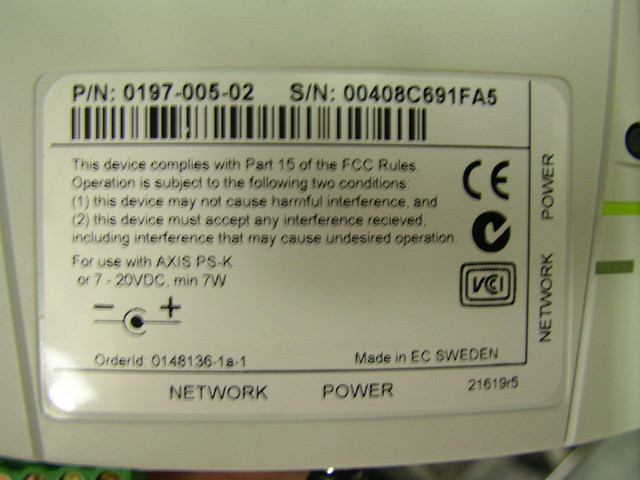 P/N: 0197-005-02 S/N: 00408C691FA5
This device complies with Part 15 of the FCC Rules.
Operation is subject to the following two conditions:
(1) this device may not cause harmful interference, and
(2) this device must accept any interference recieved,
including interference that may cause undesired operation.
For use with AXIS PS-K
or 7 - 20VDC, min 7W
- +
CE
VCI
OrderId: 0148136-1a-1
Made in EC SWEDEN
NETWORK POWER
21619r5
POWER
NETWORK